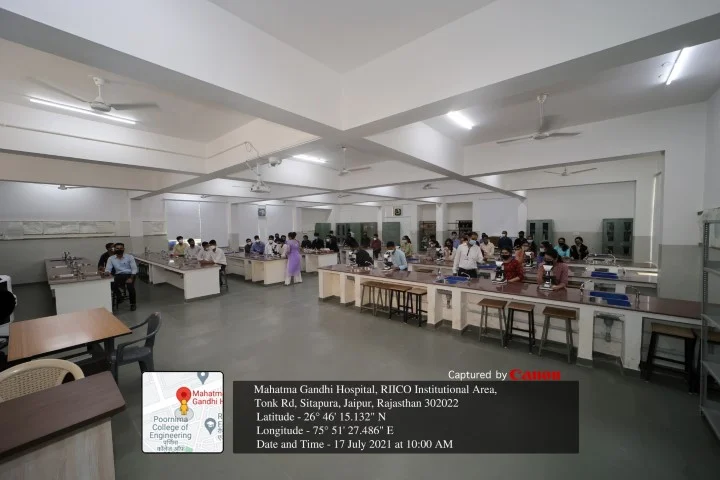 Captured by Canon
Mahatma Gandhi Hospital, RIICO Institutional Area,
Tonk Rd, Sitapura, Jaipur, Rajasthan 302022
Latitude - 26° 46' 15.132" N
Longitude - 75° 51' 27.486" E
Date and Time - 17 July 2021 at 10:00 AM
Mahatm
Gandhi H
Poornima
College of
Engineering